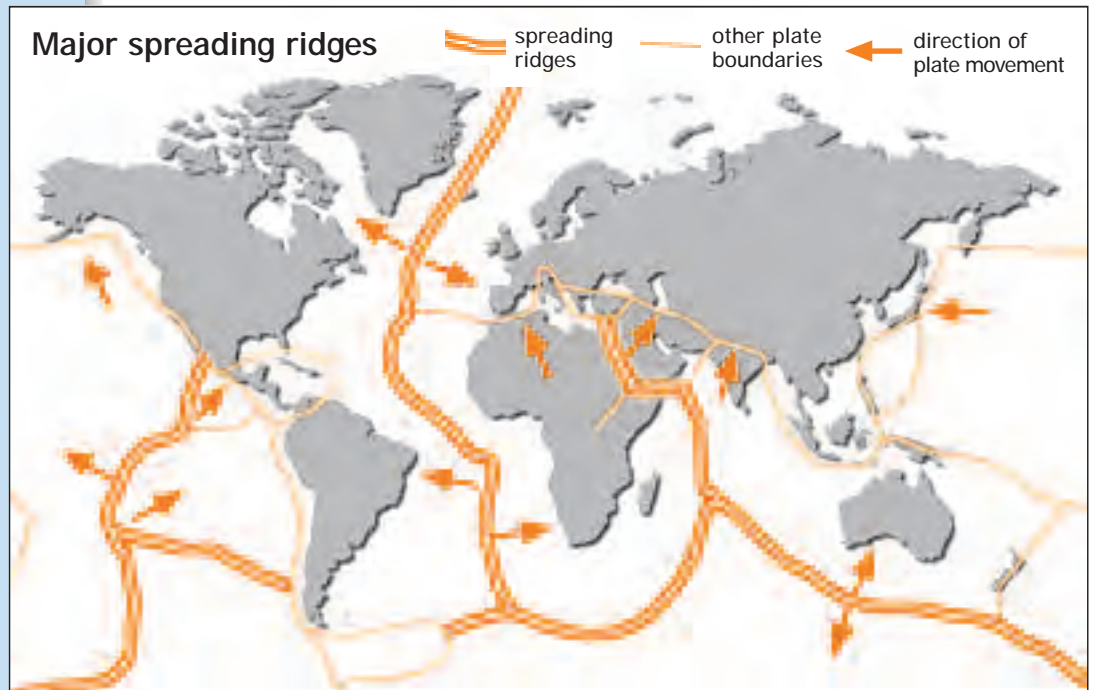 Major spreading ridges
spreading
ridges
other plate
boundaries
direction of
plate movement